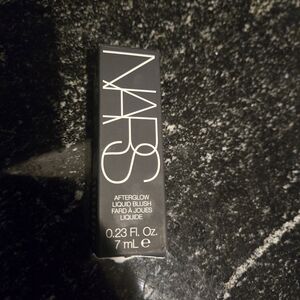 NARS
AFTERGLOW
LIQUID BLUSH
FARD À JOUES
LIQUIDE
0.23 Fl. Oz.
7 mL ℮